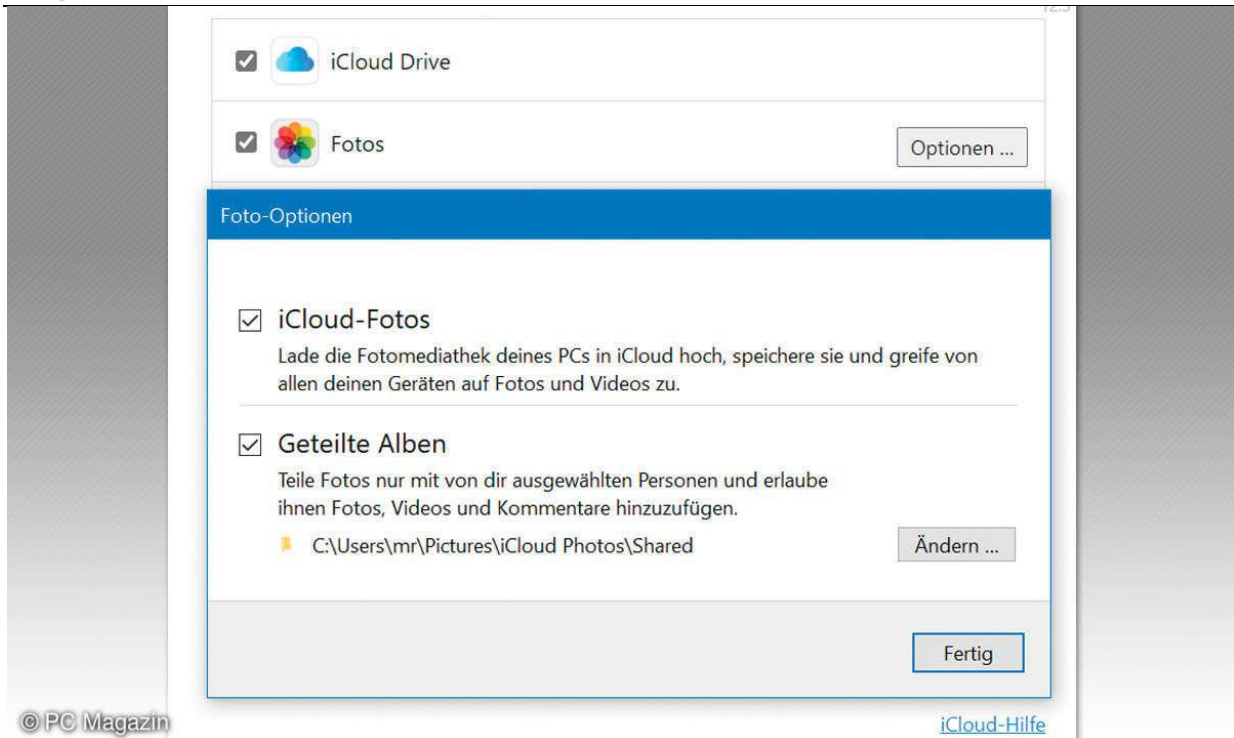 12.5
iCloud Drive
Fotos
Optionen ...
Foto-Optionen
iCloud-Fotos
Lade die Fotomediathek deines PCs in iCloud hoch, speichere sie und greife von
allen deinen Geräten auf Fotos und Videos zu.
Geteilte Alben
Teile Fotos nur mit von dir ausgewählten Personen und erlaube
ihnen Fotos, Videos und Kommentare hinzuzufügen.
C:\Users\mr\Pictures\iCloud Photos\Shared
Ändern ...
Fertig
© PC Magazin
iCloud-Hilfe